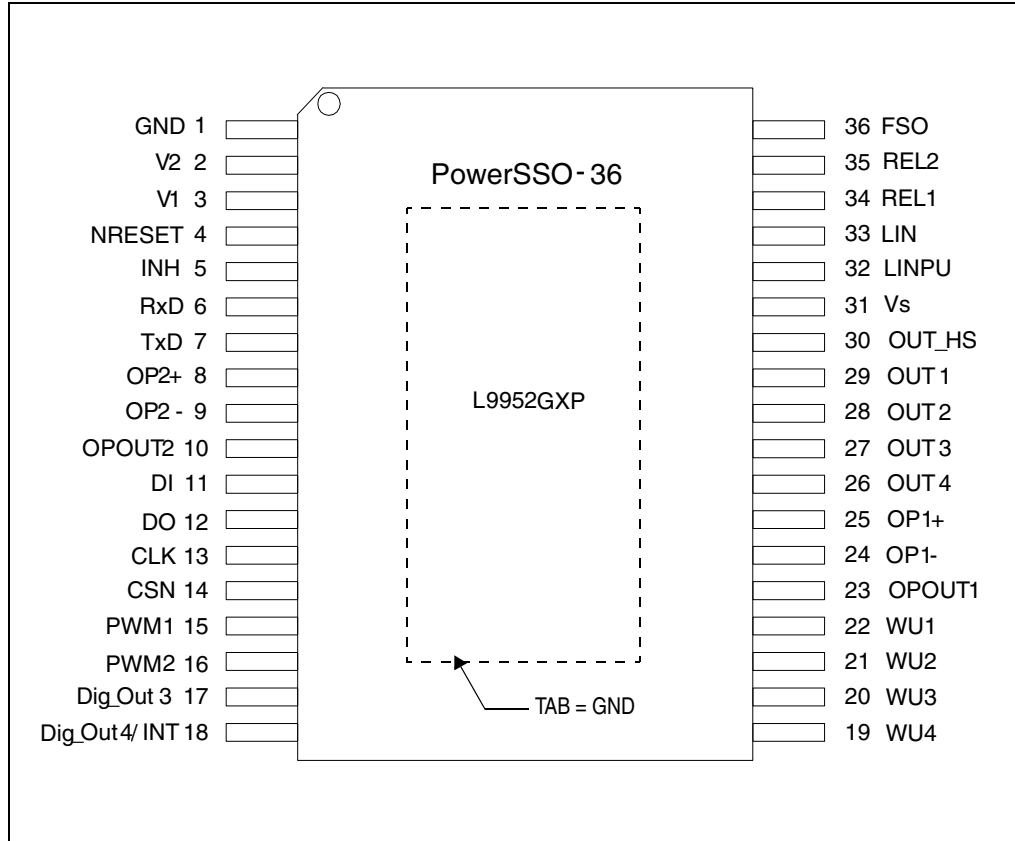 GND 1
V2 2
V1 3
NRESET 4
INH 5
RxD 6
TxD 7
OP2+ 8
OP2 - 9
OPOUT2 10
DI 11
DO 12
CLK 13
CSN 14
PWM1 15
PWM2 16
Dig_Out 3 17
Dig_Out 4/ INT 18
PowerSSO - 36
L9952GXP
TAB = GND
36 FSO
35 REL2
34 REL1
33 LIN
32 LINPU
31 Vs
30 OUT_HS
29 OUT 1
28 OUT 2
27 OUT 3
26 OUT 4
25 OP1+
24 OP1-
23 OPOUT1
22 WU1
21 WU2
20 WU3
19 WU4